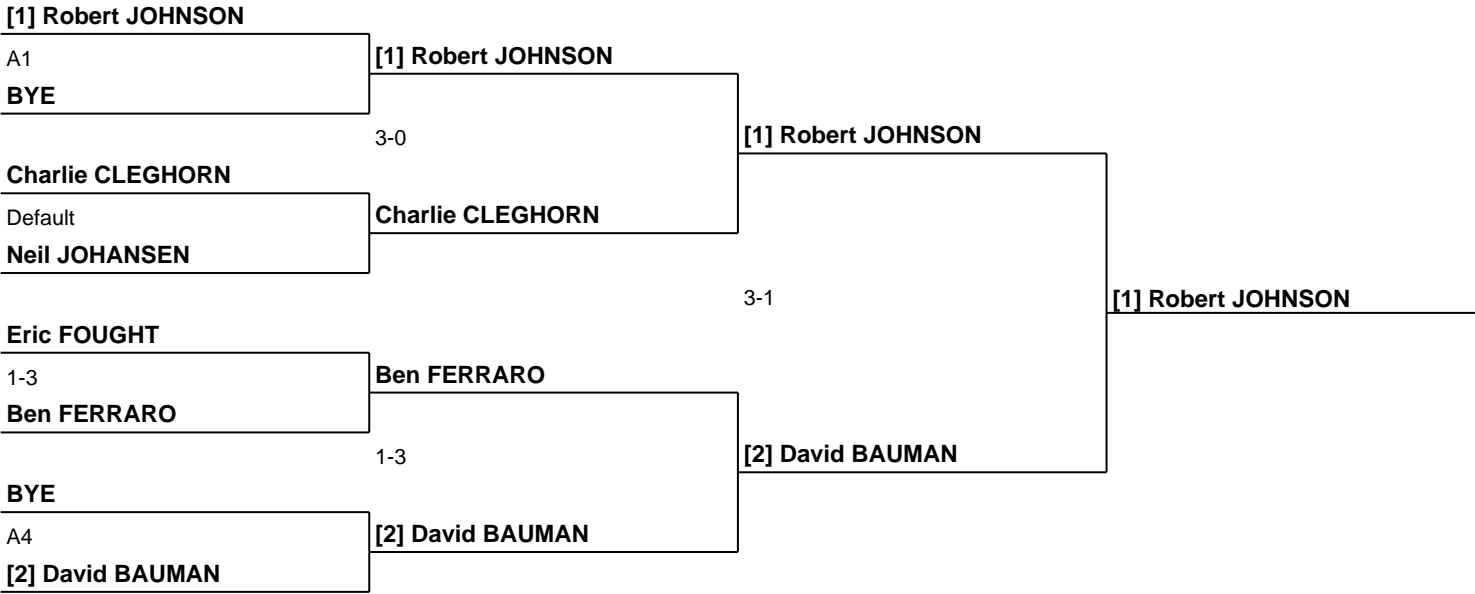 [1] Robert JOHNSON
A1
BYE
[1] Robert JOHNSON
3-0
Charlie CLEGHORN
Default
Neil JOHANSEN
Charlie CLEGHORN
[1] Robert JOHNSON
3-1
[1] Robert JOHNSON
Eric FOUGHT
1-3
Ben FERRARO
Ben FERRARO
1-3
BYE
A4
[2] David BAUMAN
[2] David BAUMAN
[2] David BAUMAN